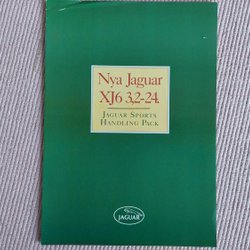 Nya Jaguar
XJ6 3,2-24.
JAGUAR SPORTS
HANDLING PACK
JAGUAR